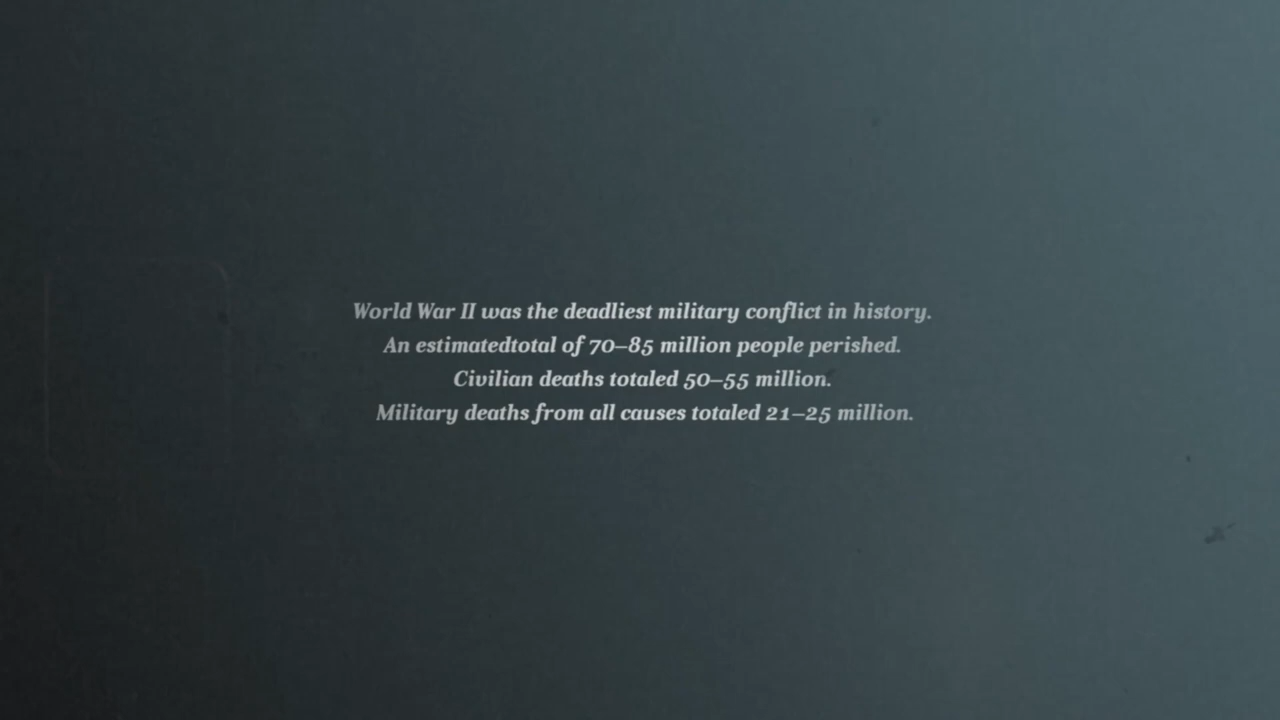 World War II was the deadliest military conflict in history.
An estimatedtotal of 70–85 million people perished.
Civilian deaths totaled 50–55 million.
Military deaths from all causes totaled 21–25 million.